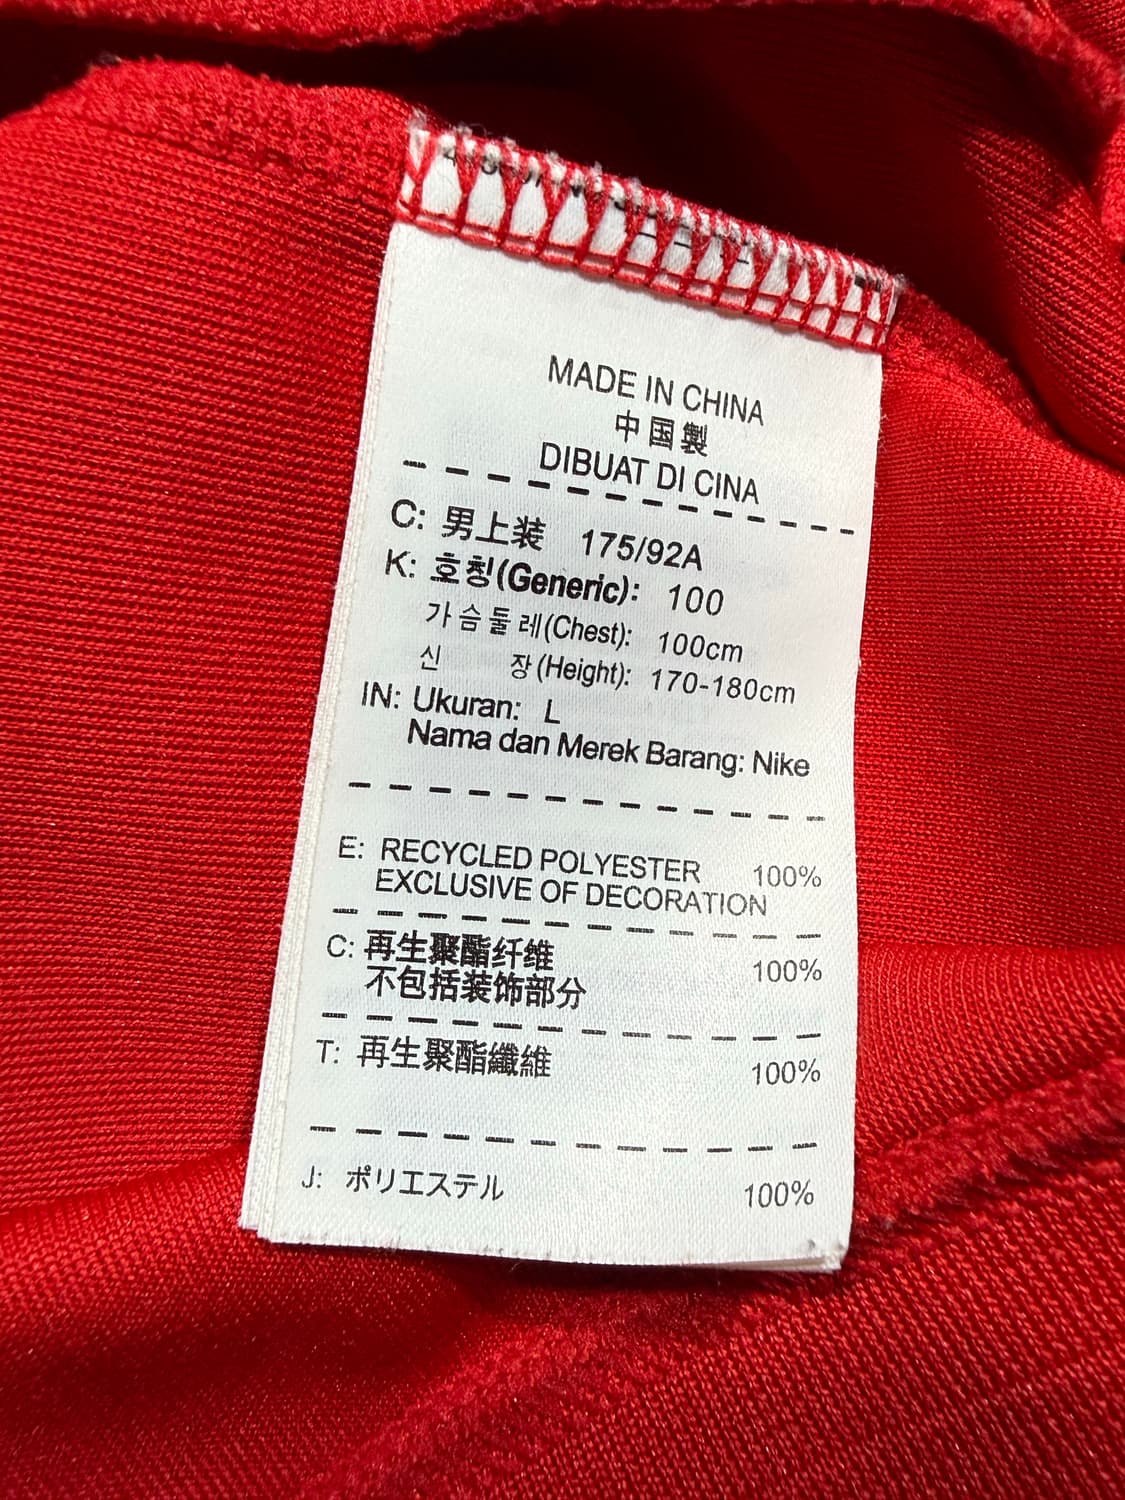 MADE IN CHINA
中国製
DIBUAT DI CINA
C: 男上装 175/92A
K: 호칭(Generic): 100
가슴둘레(Chest): 100cm
신 장(Height): 170-180cm
IN: Ukuran: L
Nama dan Merek Barang: Nike
E: RECYCLED POLYESTER 100%
EXCLUSIVE OF DECORATION
C: 再生聚酯纤维 100%
不包括装饰部分
T: 再生聚酯纖維 100%
J: ポリエステル 100%